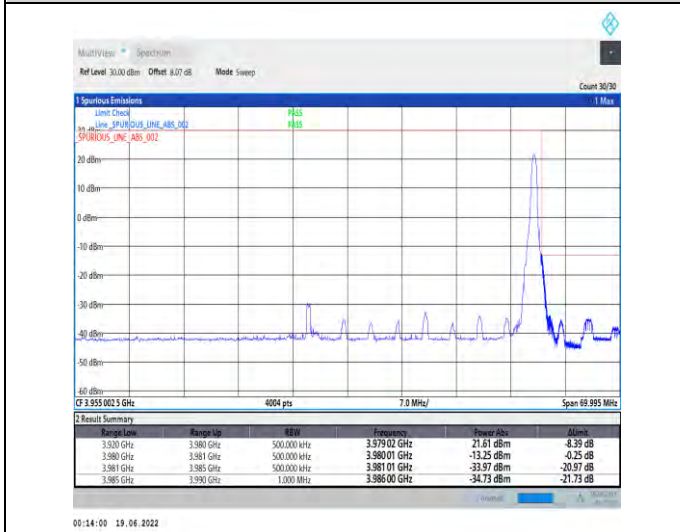 MultiView Spectrum
Ref Level 30.00 dBm Offset 8.07 dB Mode Sweep
Count 30/30
1 Spurious Emissions 1 Max
Limit Check PASS
Line _SPURIOUS_LINE_ABS_002 PASS
_SPURIOUS_LINE_ABS_002
20 dBm
10 dBm
0 dBm
-10 dBm
-20 dBm
-30 dBm
-40 dBm
-50 dBm
-60 dBm
CF 3.955 002 5 GHz 4004 pts 7.0 MHz/ Span 69.995 MHz
2 Result Summary
Range Low Range Up RBW Frequency Power Abs ΔLimit
3.920 GHz 3.980 GHz 500.000 kHz 3.979 02 GHz 21.61 dBm -8.39 dB
3.980 GHz 3.981 GHz 500.000 kHz 3.980 01 GHz -13.25 dBm -0.25 dB
3.981 GHz 3.985 GHz 500.000 kHz 3.981 01 GHz -33.97 dBm -20.97 dB
3.985 GHz 3.990 GHz 1.000 MHz 3.986 00 GHz -34.73 dBm -21.73 dB
00:14:00 19.06.2022